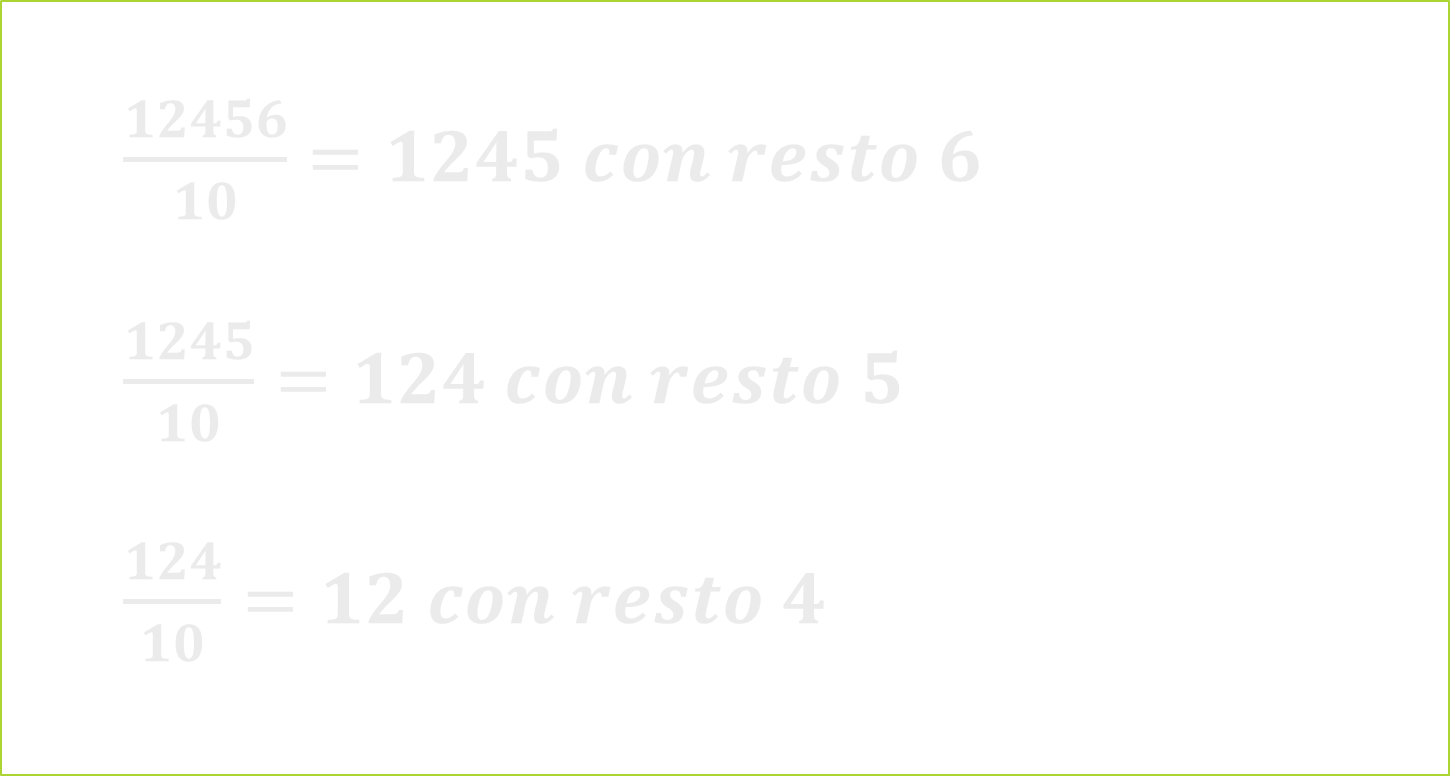 12456/10 = 1245 con resto 6
1245/10 = 124 con resto 5
124/10 = 12 con resto 4